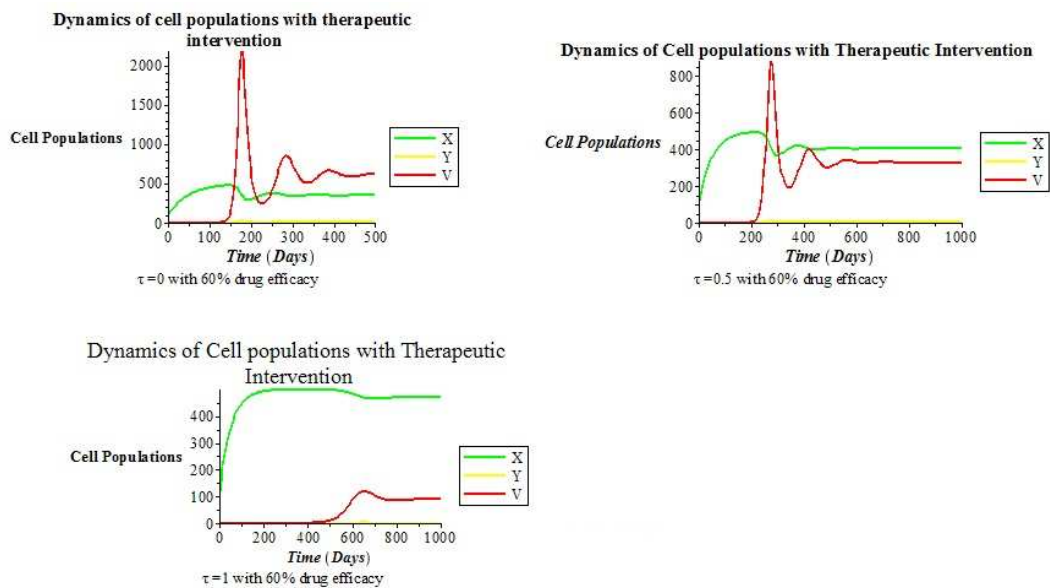 Dynamics of cell populations with therapeutic
intervention
2000
1500
Cell Populations
1000
500
0
0 100 200 300 400 500
Time (Days)
X
Y
V
τ=0 with 60% drug efficacy
Dynamics of Cell populations with Therapeutic Intervention
800
600
Cell Populations
400
200
0
0 200 400 600 800 1000
Time (Days)
X
Y
V
τ=0.5 with 60% drug efficacy
Dynamics of Cell populations with Therapeutic
Intervention
400
300
Cell Populations
200
100
0
0 200 400 600 800 1000
Time (Days)
X
Y
V
τ=1 with 60% drug efficacy